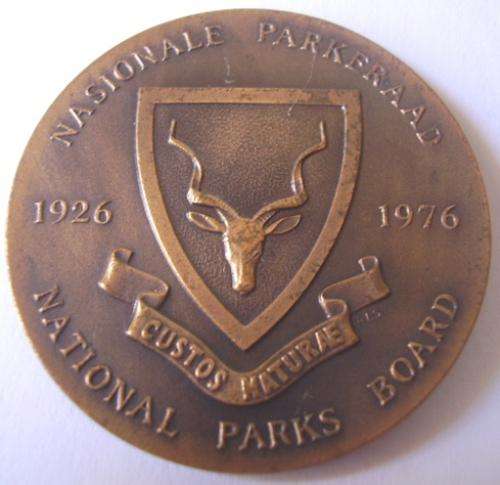 NASIONALE PARKERAAD
1926 1976
CUSTOS NATURAE
NATIONAL PARKS BOARD